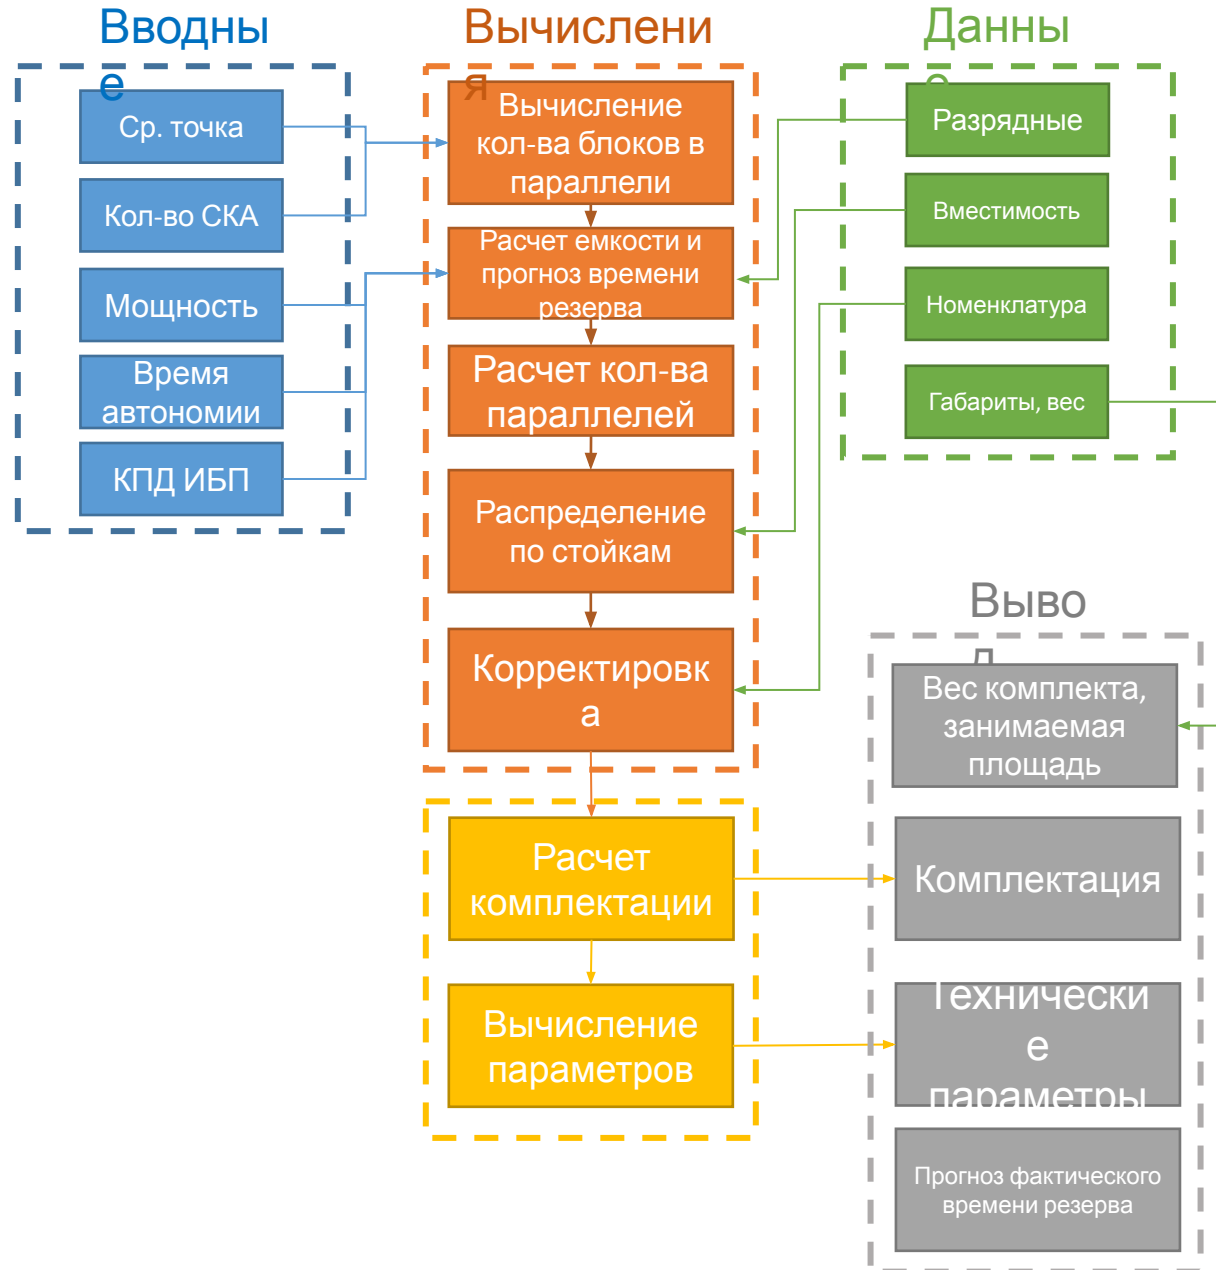 Вводны
е
Ср. точка
Кол-во СКА
Мощность
Время
автономии
КПД ИБП
Вычислени
я
Вычисление
кол-ва блоков в
параллели
Расчет емкости и
прогноз времени
резерва
Расчет кол-ва
параллелей
Распределение
по стойкам
Корректировк
а
Расчет
комплектации
Вычисление
параметров
Данны
е
Разрядные
Вместимость
Номенклатура
Габариты, вес
Выво
д
Вес комплекта,
занимаемая
площадь
Комплектация
Технически
е
параметры
Прогноз фактического
времени резерва